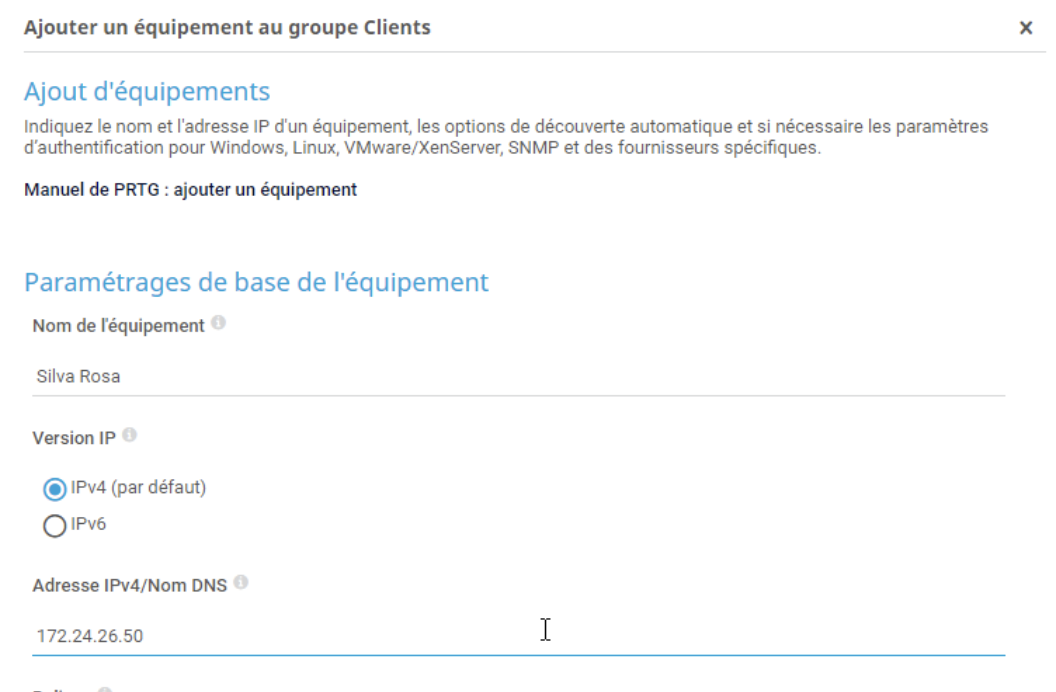 Ajouter un équipement au groupe Clients
Ajout d'équipements
Indiquez le nom et l'adresse IP d'un équipement, les options de découverte automatique et si nécessaire les paramètres
d'authentification pour Windows, Linux, VMware/XenServer, SNMP et des fournisseurs spécifiques.
Manuel de PRTG : ajouter un équipement
Paramétrages de base de l'équipement
Nom de l'équipement
Silva Rosa
Version IP
IPv4 (par défaut)
IPv6
Adresse IPv4/Nom DNS
172.24.26.50